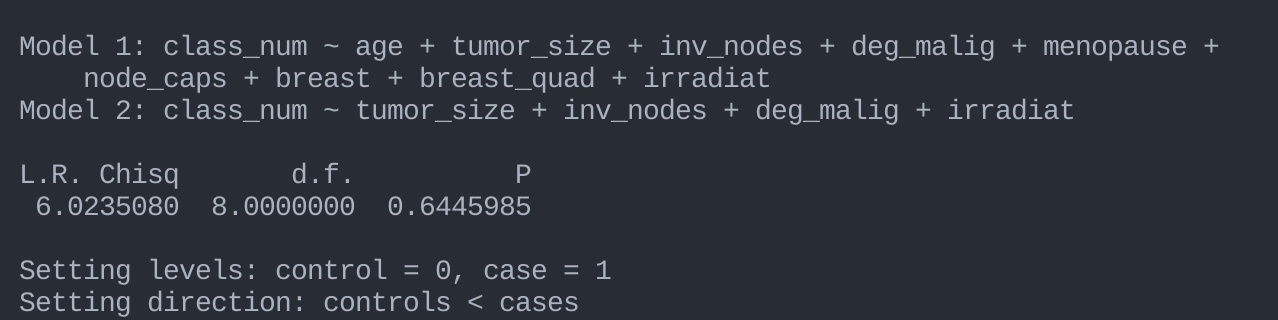 Model 1: class_num ~ age + tumor_size + inv_nodes + deg_malig + menopause +
    node_caps + breast + breast_quad + irradiat
Model 2: class_num ~ tumor_size + inv_nodes + deg_malig + irradiat
L.R. Chisq       d.f.          P
 6.0235080  8.0000000  0.6445985
Setting levels: control = 0, case = 1
Setting direction: controls < cases